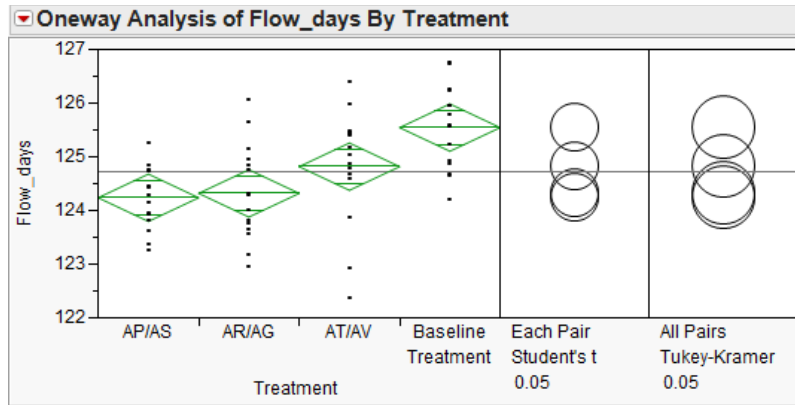 Oneway Analysis of Flow_days By Treatment
127
126
125
124
123
122
Flow_days
AP/AS
AR/AG
AT/AV
Baseline
Treatment
Treatment
Each Pair
Student's t
0.05
All Pairs
Tukey-Kramer
0.05